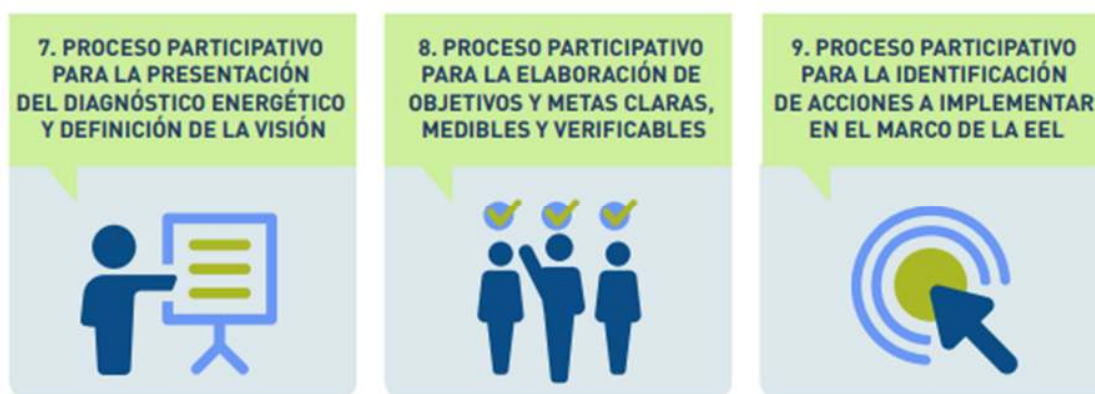 7. PROCESO PARTICIPATIVO
PARA LA PRESENTACIÓN
DEL DIAGNÓSTICO ENERGÉTICO
Y DEFINICIÓN DE LA VISIÓN
8. PROCESO PARTICIPATIVO
PARA LA ELABORACIÓN DE
OBJETIVOS Y METAS CLARAS,
MEDIBLES Y VERIFICABLES
9. PROCESO PARTICIPATIVO
PARA LA IDENTIFICACIÓN
DE ACCIONES A IMPLEMENTAR
EN EL MARCO DE LA EEL